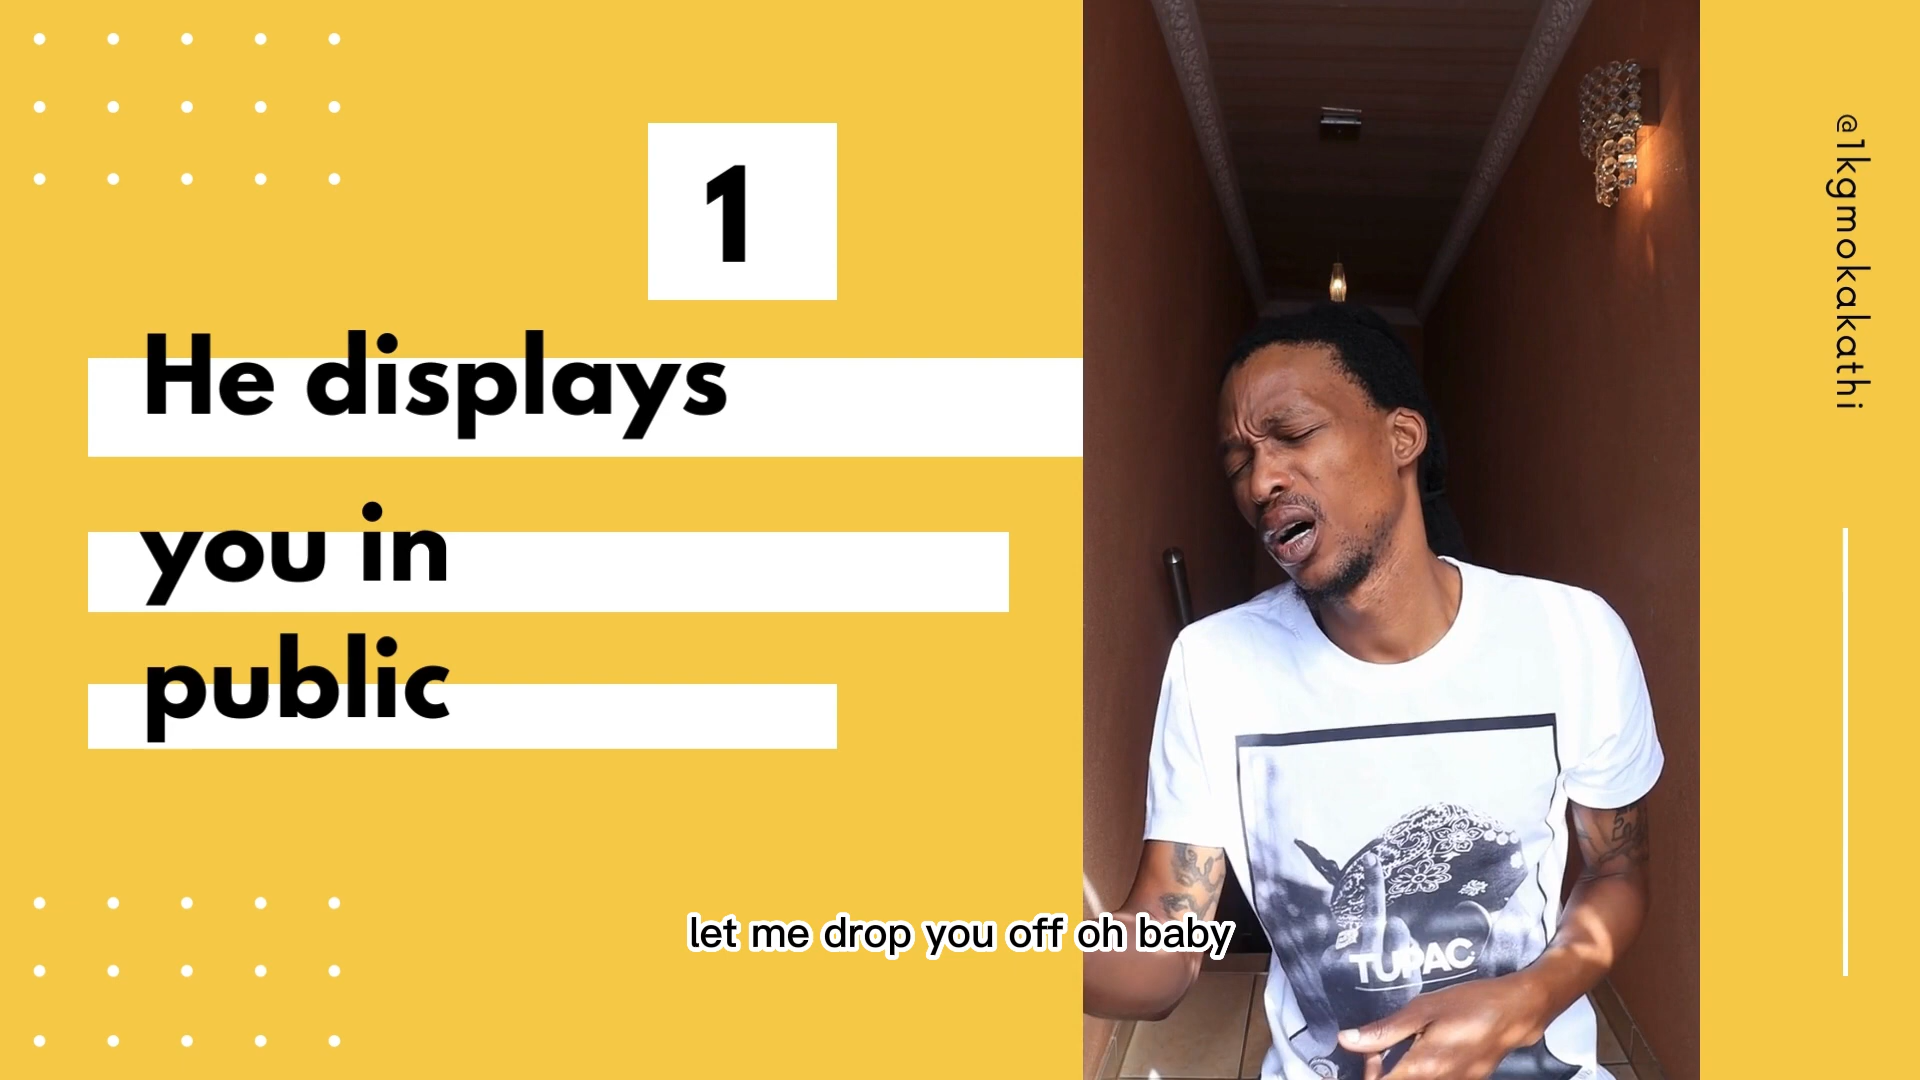 1
He displays
you in
public
@1kgmokakathi
TUPAC
let me drop you off oh baby